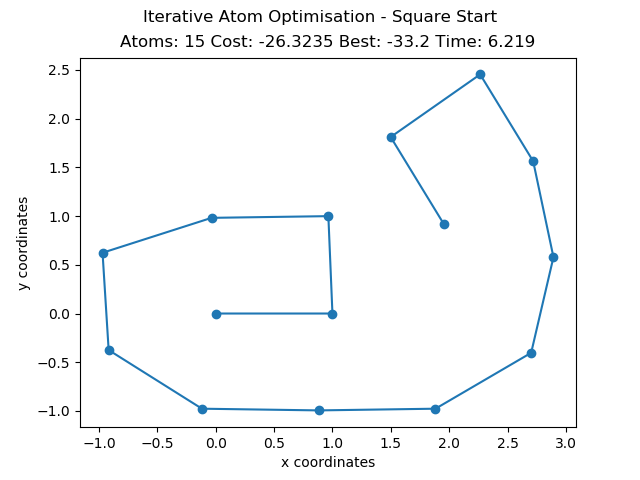 Iterative Atom Optimisation - Square Start
Atoms: 15 Cost: -26.3235 Best: -33.2 Time: 6.219
2.5
2.0
1.5
1.0
0.5
0.0
−0.5
−1.0
y coordinates
−1.0 −0.5 0.0 0.5 1.0 1.5 2.0 2.5 3.0
x coordinates